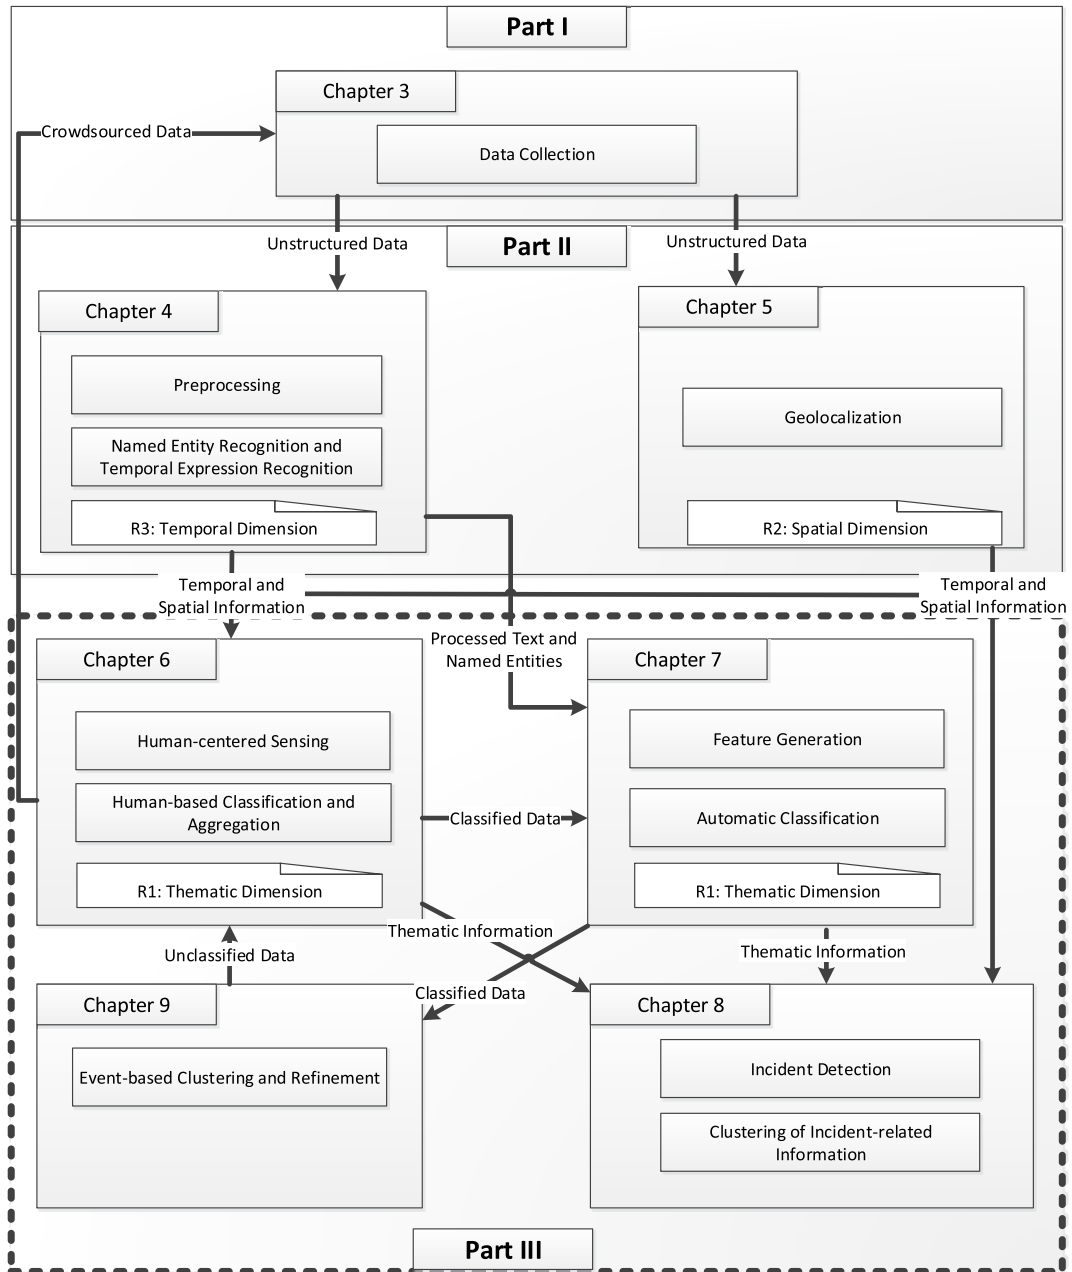 Part I
Chapter 3
Crowdsourced Data
Data Collection
Unstructured Data
Unstructured Data
Part II
Chapter 4
Chapter 5
Preprocessing
Geolocalization
Named Entity Recognition and
Temporal Expression Recognition
R3: Temporal Dimension
R2: Spatial Dimension
Temporal and
Spatial Information
Temporal and
Spatial Information
Processed Text and
Named Entities
Chapter 6
Chapter 7
Human-centered Sensing
Feature Generation
Human-based Classification and
Aggregation
Classified Data
Automatic Classification
R1: Thematic Dimension
R1: Thematic Dimension
Thematic Information
Unclassified Data
Thematic Information
Classified Data
Chapter 9
Chapter 8
Event-based Clustering and Refinement
Incident Detection
Clustering of Incident-related
Information
Part III